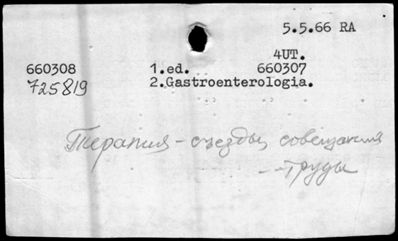 5.5.66 RA
4UT.
660308 1.ed. 660307
725819 2.Gastroenterologia.
Терапия - съезды, совещания
- труды